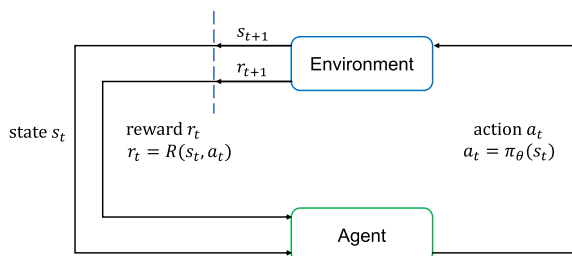 s_{t+1}
Environment
r_{t+1}
state s_t
reward r_t
r_t = R(s_t, a_t)
action a_t
a_t = π_θ(s_t)
Agent